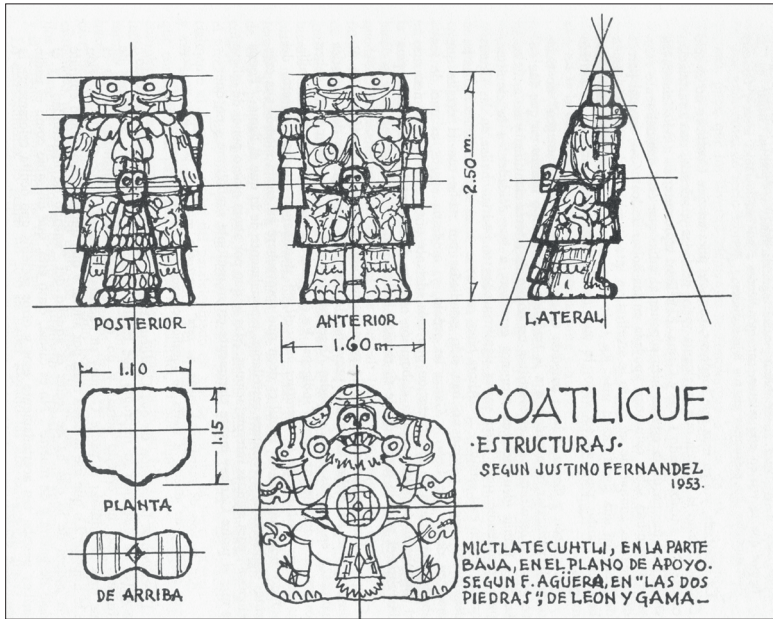 POSTERIOR
ANTERIOR
LATERAL
2.50 m.
1.60 m.
1.10
1.15
PLANTA
DE ARRIBA
COATLICUE
·ESTRUCTURAS·
SEGUN JUSTINO FERNANDEZ
1953.
MICTLATECUHTLI, EN LA PARTE
BAJA, EN EL PLANO DE APOYO.
SEGUN F. AGÜERA, EN "LAS DOS
PIEDRAS", DE LEON Y GAMA—